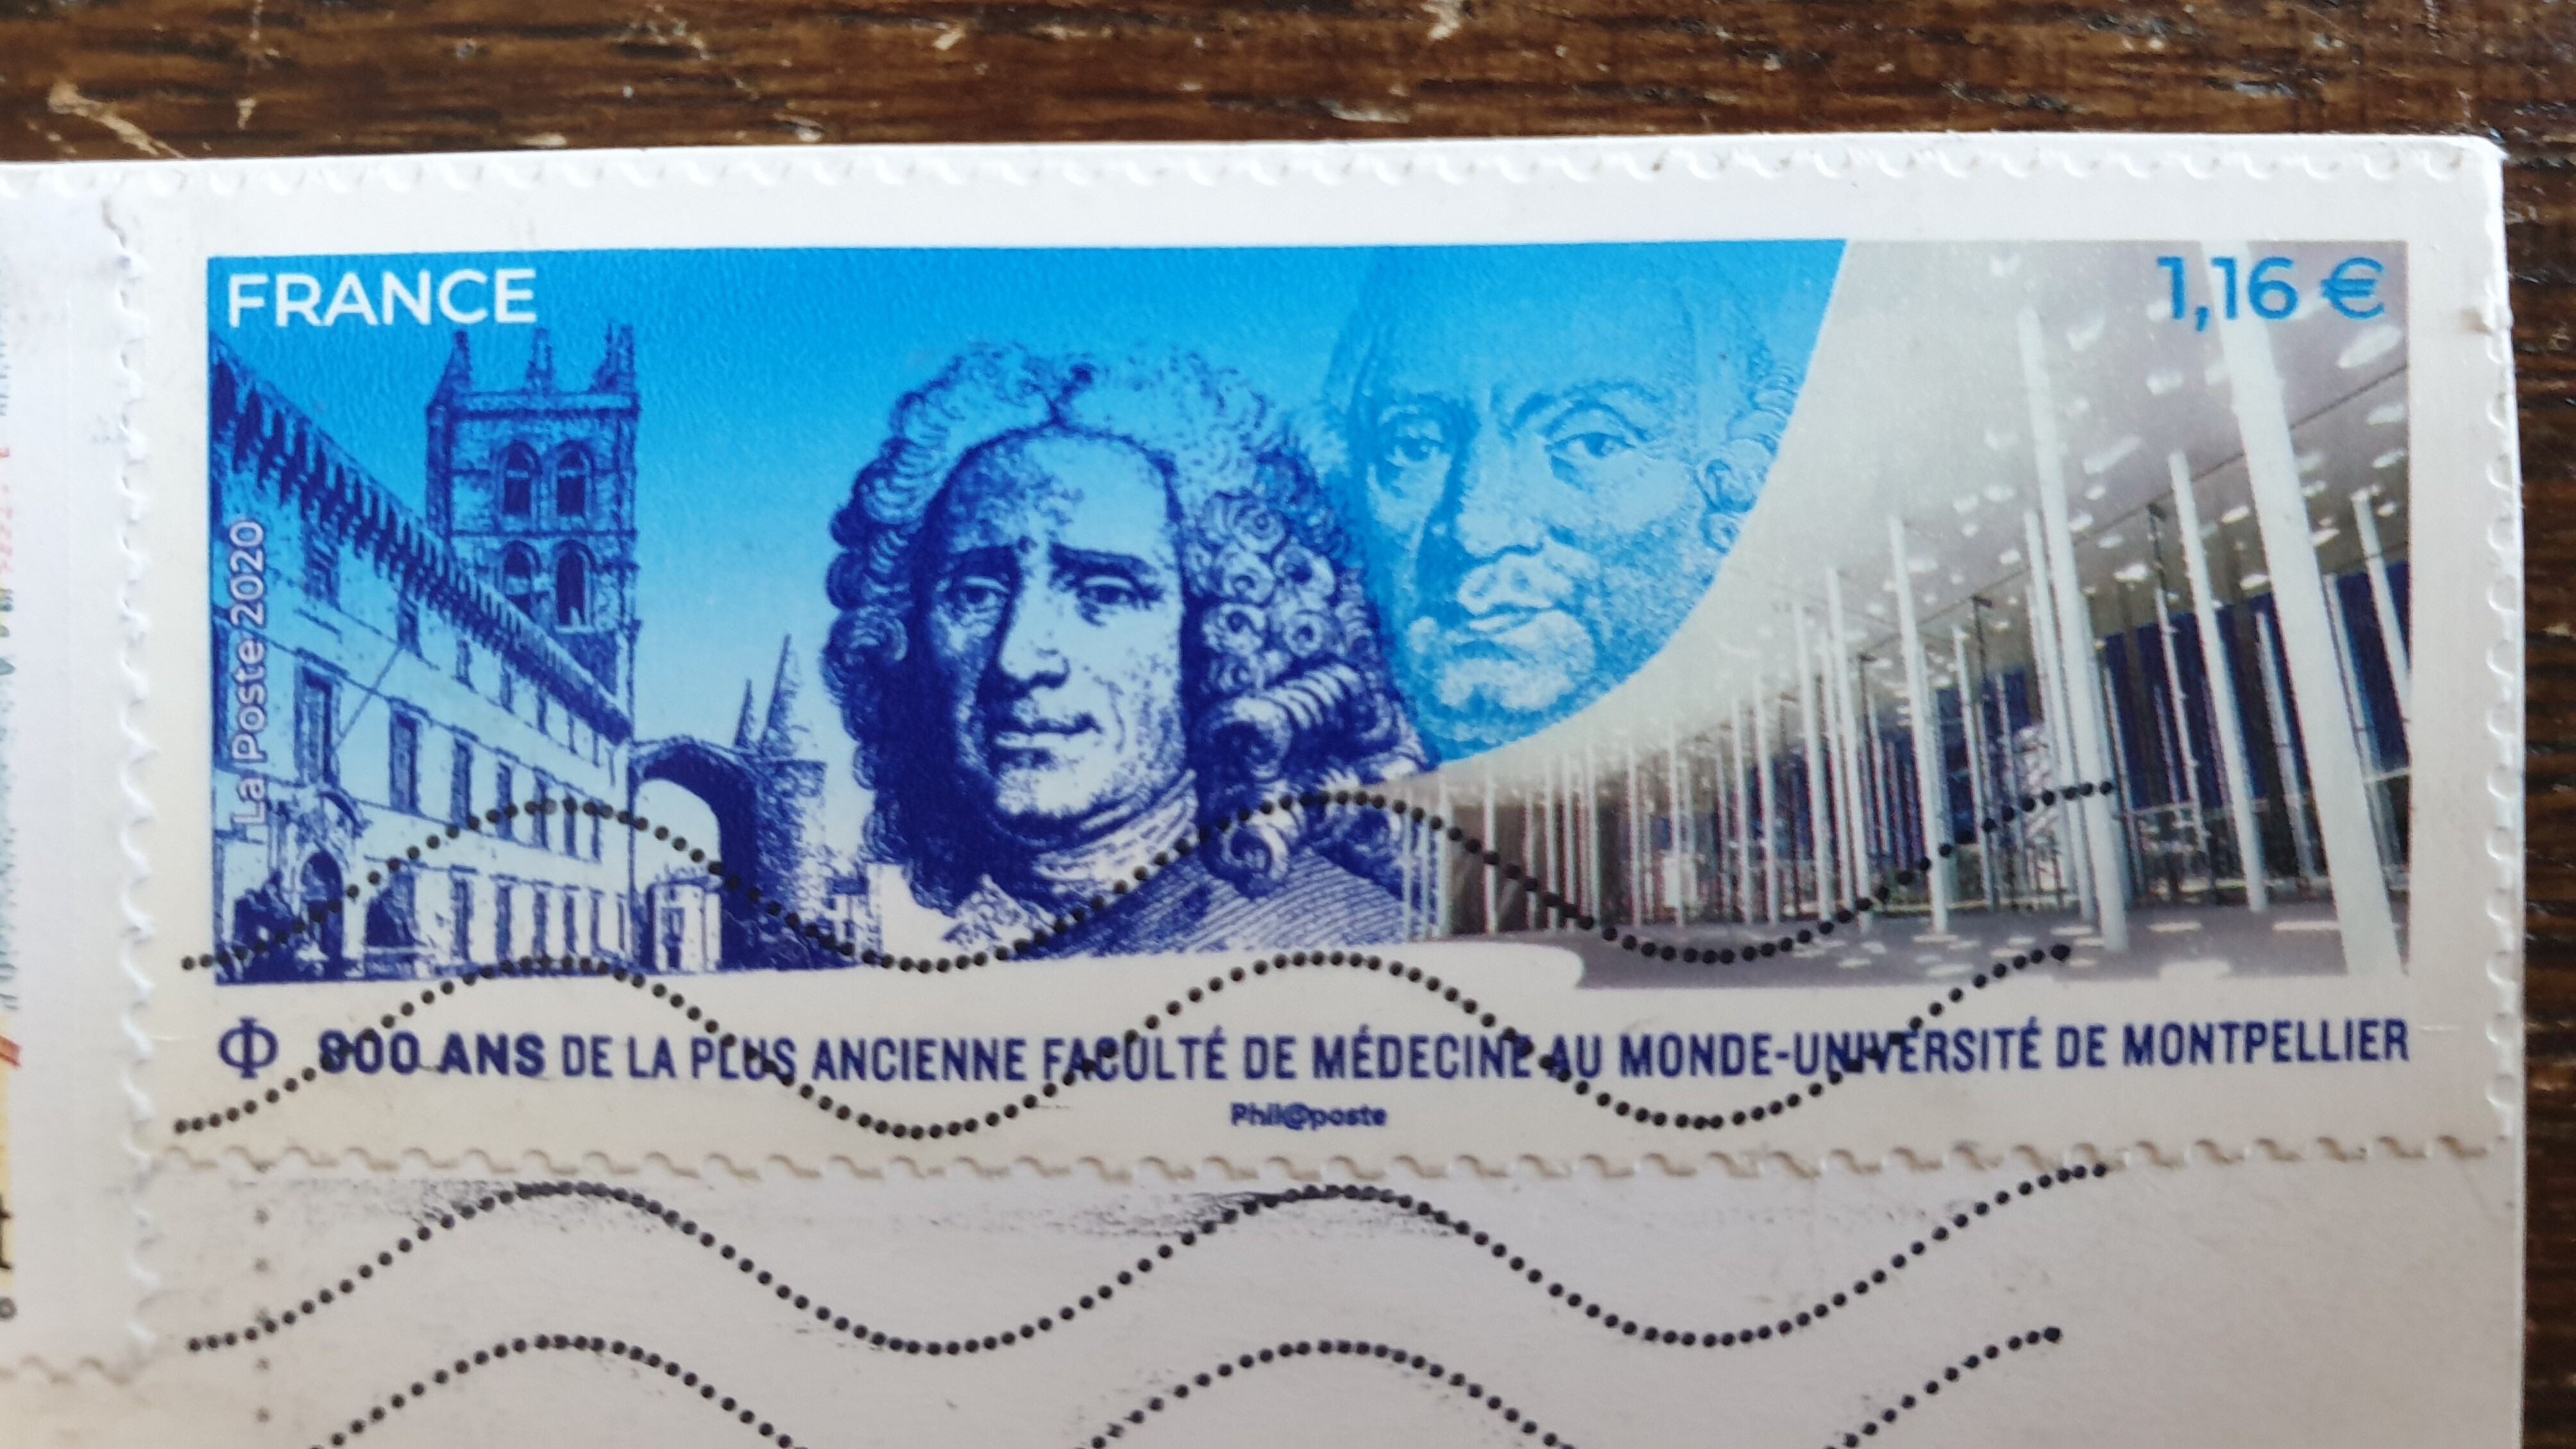 FRANCE
1,16 €
La Poste 2020
Φ 800 ANS DE LA PLUS ANCIENNE FACULTÉ DE MÉDECINE AU MONDE-UNIVERSITÉ DE MONTPELLIER
Phil@poste